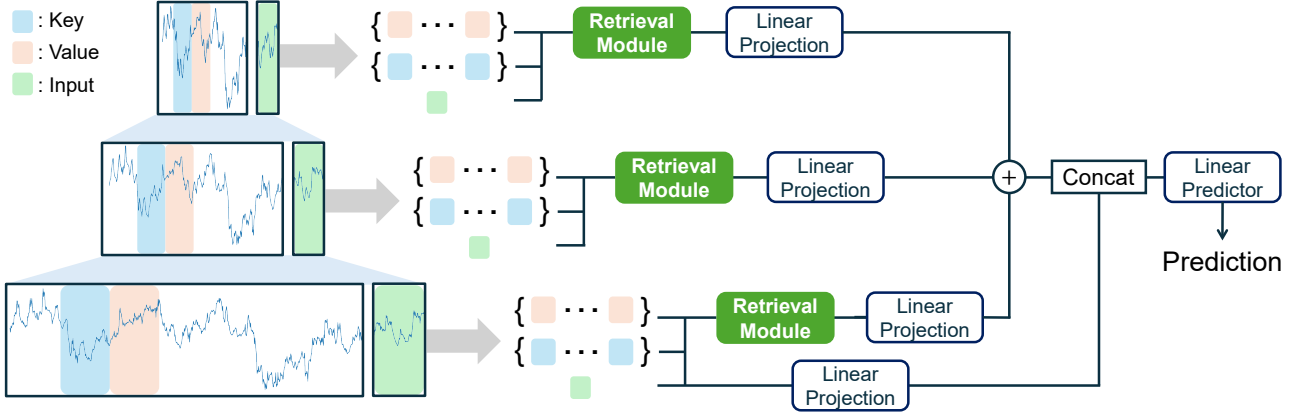 : Key
: Value
: Input
{ ··· }
{ ··· }
Retrieval
Module
Linear
Projection
{ ··· }
{ ··· }
Retrieval
Module
Linear
Projection
+
Concat
Linear
Predictor
Prediction
{ ··· }
{ ··· }
Retrieval
Module
Linear
Projection
Linear
Projection